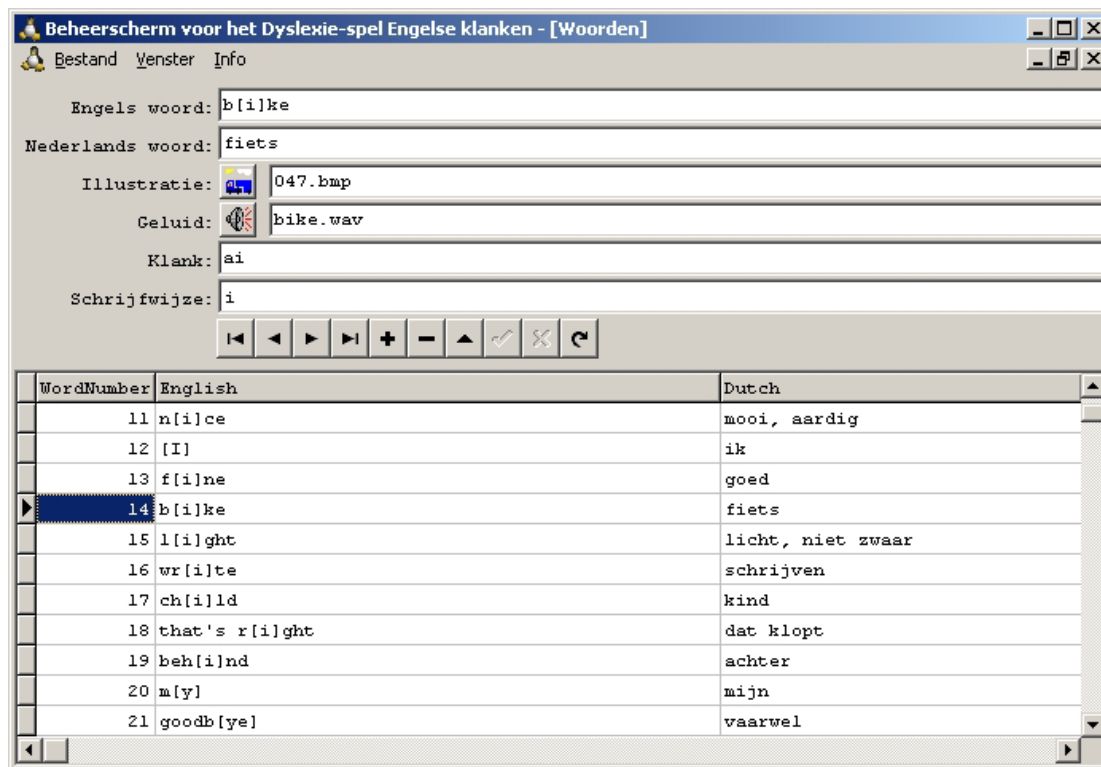 Beheerscherm voor het Dyslexie-spel Engelse klanken - [Woorden]
Bestand Venster Info
Engels woord: b[i]ke
Nederlands woord: fiets
Illustratie: 047.bmp
Geluid: bike.wav
Klank: ai
Schrijfwijze: i
WordNumber English Dutch
11 n[i]ce mooi, aardig
12 [I] ik
13 f[i]ne goed
14 b[i]ke fiets
15 l[i]ght licht, niet zwaar
16 wr[i]te schrijven
17 ch[i]ld kind
18 that's r[i]ght dat klopt
19 beh[i]nd achter
20 m[y] mijn
21 goodb[ye] vaarwel